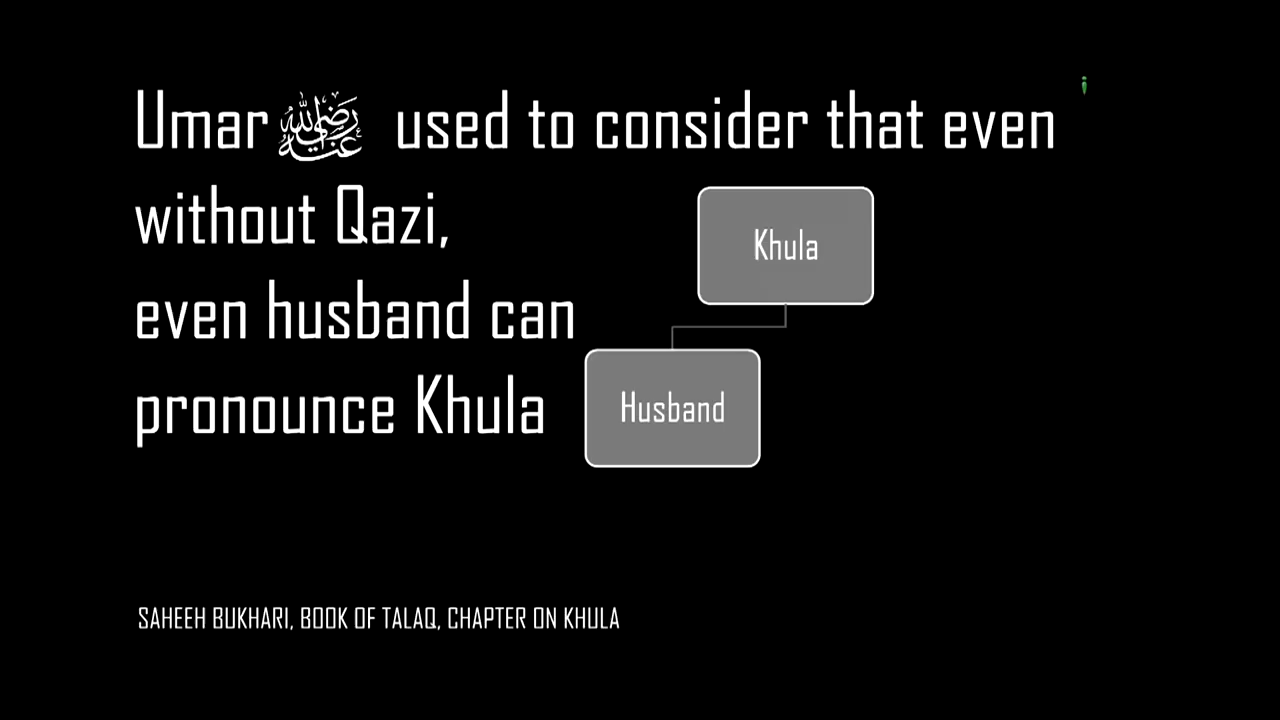 Umar رضي الله عنه used to consider that even
without Qazi,
even husband can
pronounce Khula
Khula
Husband
SAHEEH BUKHARI, BOOK OF TALAQ, CHAPTER ON KHULA